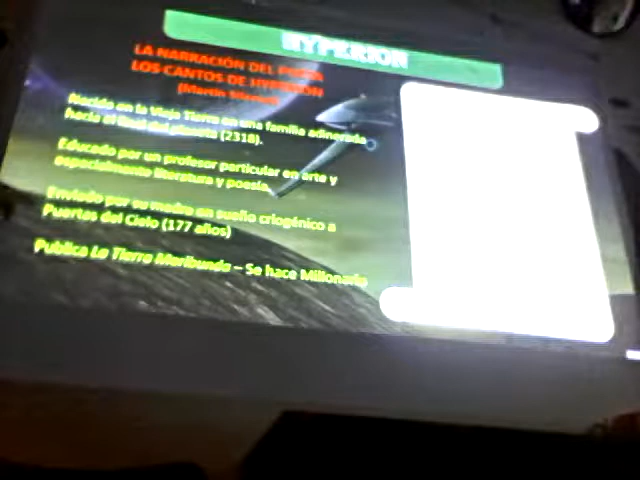 HYPERION
LA NARRACIÓN DEL POETA
LOS CANTOS DE HYPERION
(Martin Silenus)
Nacido en la Vieja Tierra en una familia adinerada
hacia el final del planeta (2318).
Educado por un profesor particular en arte y
especialmente literatura y poesía.
Enviado por su madre en sueño criogénico a
Puertas del Cielo (177 años)
Publica La Tierra Moribunda – Se hace Millonario